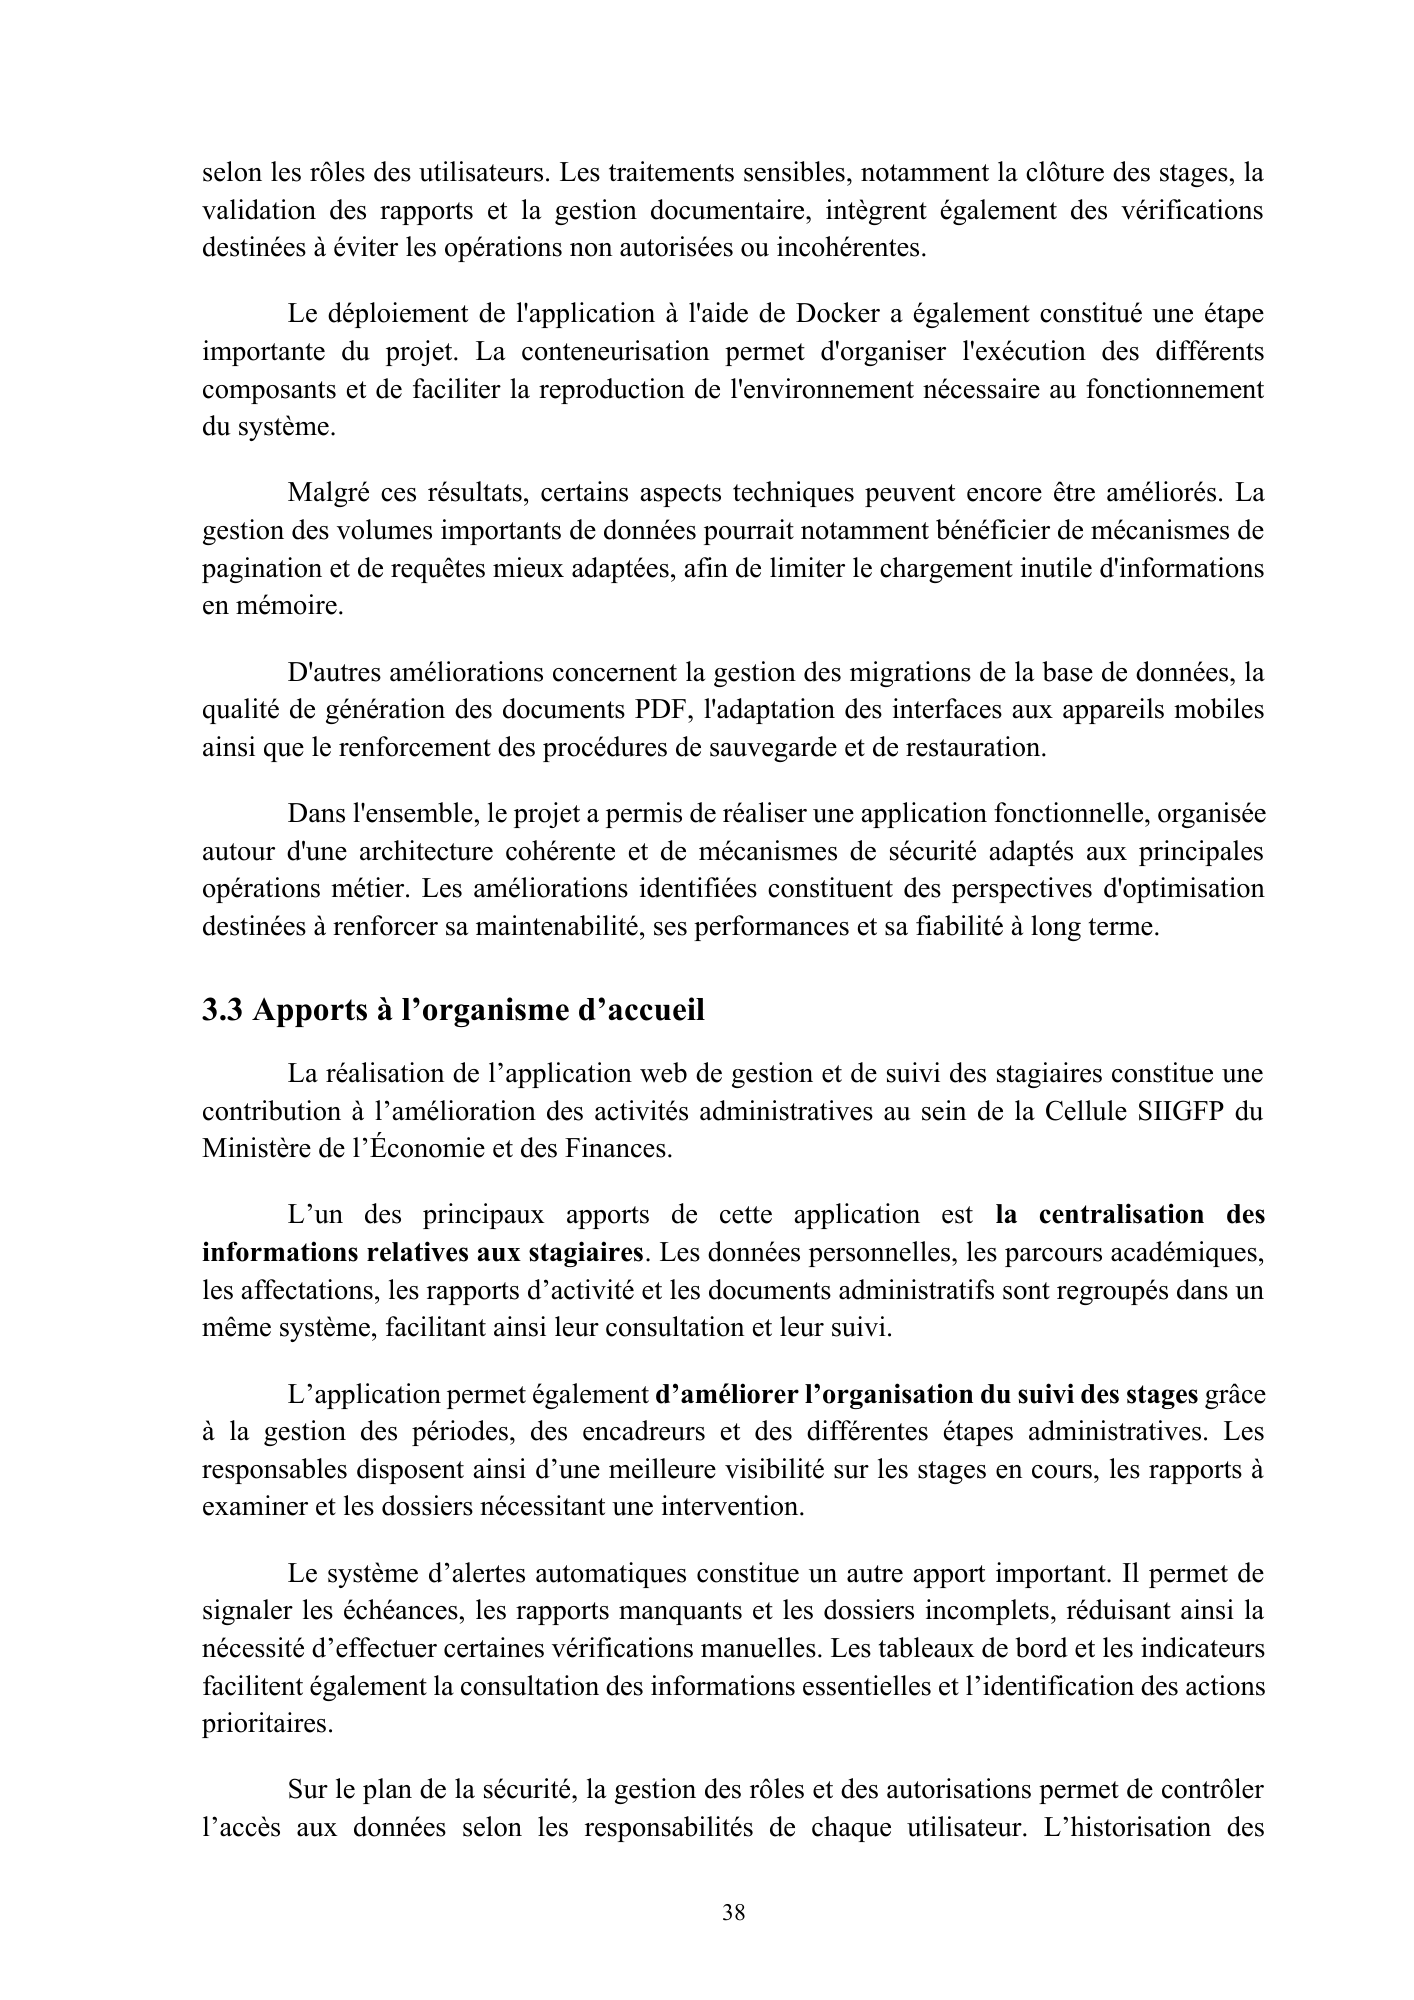 selon les rôles des utilisateurs. Les traitements sensibles, notamment la clôture des stages, la
validation des rapports et la gestion documentaire, intègrent également des vérifications
destinées à éviter les opérations non autorisées ou incohérentes.
Le déploiement de l'application à l'aide de Docker a également constitué une étape
importante du projet. La conteneurisation permet d'organiser l'exécution des différents
composants et de faciliter la reproduction de l'environnement nécessaire au fonctionnement
du système.
Malgré ces résultats, certains aspects techniques peuvent encore être améliorés. La
gestion des volumes importants de données pourrait notamment bénéficier de mécanismes de
pagination et de requêtes mieux adaptées, afin de limiter le chargement inutile d'informations
en mémoire.
D'autres améliorations concernent la gestion des migrations de la base de données, la
qualité de génération des documents PDF, l'adaptation des interfaces aux appareils mobiles
ainsi que le renforcement des procédures de sauvegarde et de restauration.
Dans l'ensemble, le projet a permis de réaliser une application fonctionnelle, organisée
autour d'une architecture cohérente et de mécanismes de sécurité adaptés aux principales
opérations métier. Les améliorations identifiées constituent des perspectives d'optimisation
destinées à renforcer sa maintenabilité, ses performances et sa fiabilité à long terme.
3.3 Apports à l’organisme d’accueil
La réalisation de l’application web de gestion et de suivi des stagiaires constitue une
contribution à l’amélioration des activités administratives au sein de la Cellule SIIGFP du
Ministère de l’Économie et des Finances.
L’un des principaux apports de cette application est la centralisation des
informations relatives aux stagiaires. Les données personnelles, les parcours académiques,
les affectations, les rapports d’activité et les documents administratifs sont regroupés dans un
même système, facilitant ainsi leur consultation et leur suivi.
L’application permet également d’améliorer l’organisation du suivi des stages grâce
à la gestion des périodes, des encadreurs et des différentes étapes administratives. Les
responsables disposent ainsi d’une meilleure visibilité sur les stages en cours, les rapports à
examiner et les dossiers nécessitant une intervention.
Le système d’alertes automatiques constitue un autre apport important. Il permet de
signaler les échéances, les rapports manquants et les dossiers incomplets, réduisant ainsi la
nécessité d’effectuer certaines vérifications manuelles. Les tableaux de bord et les indicateurs
facilitent également la consultation des informations essentielles et l’identification des actions
prioritaires.
Sur le plan de la sécurité, la gestion des rôles et des autorisations permet de contrôler
l’accès aux données selon les responsabilités de chaque utilisateur. L’historisation des
38